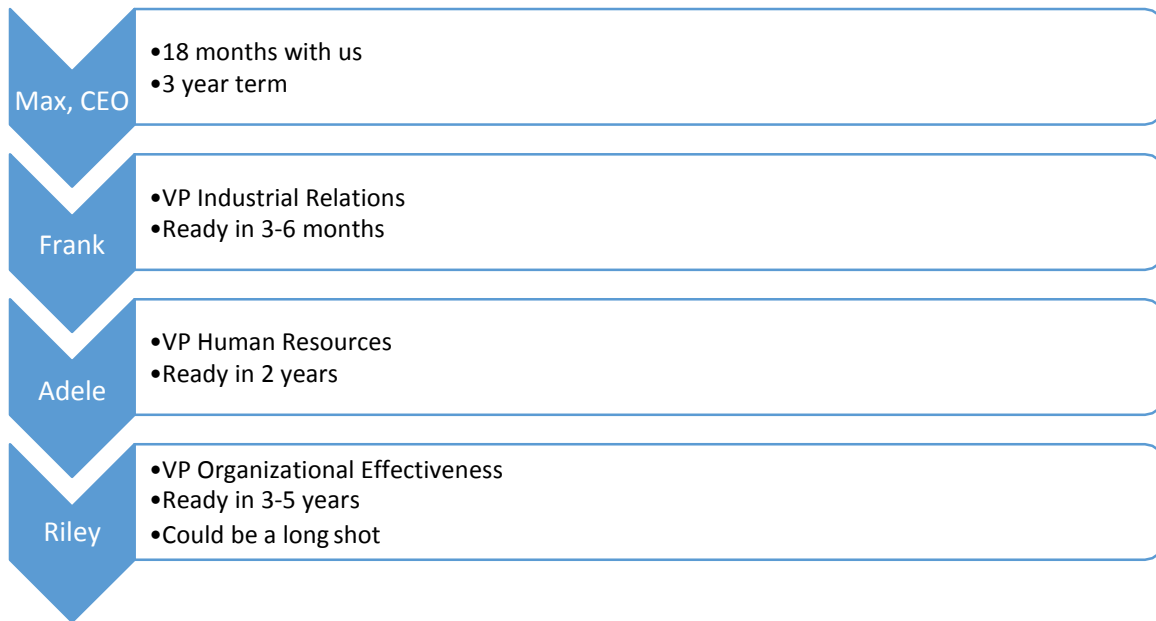 Max, CEO
•18 months with us
•3 year term
Frank
•VP Industrial Relations
•Ready in 3-6 months
Adele
•VP Human Resources
•Ready in 2 years
Riley
•VP Organizational Effectiveness
•Ready in 3-5 years
•Could be a long shot